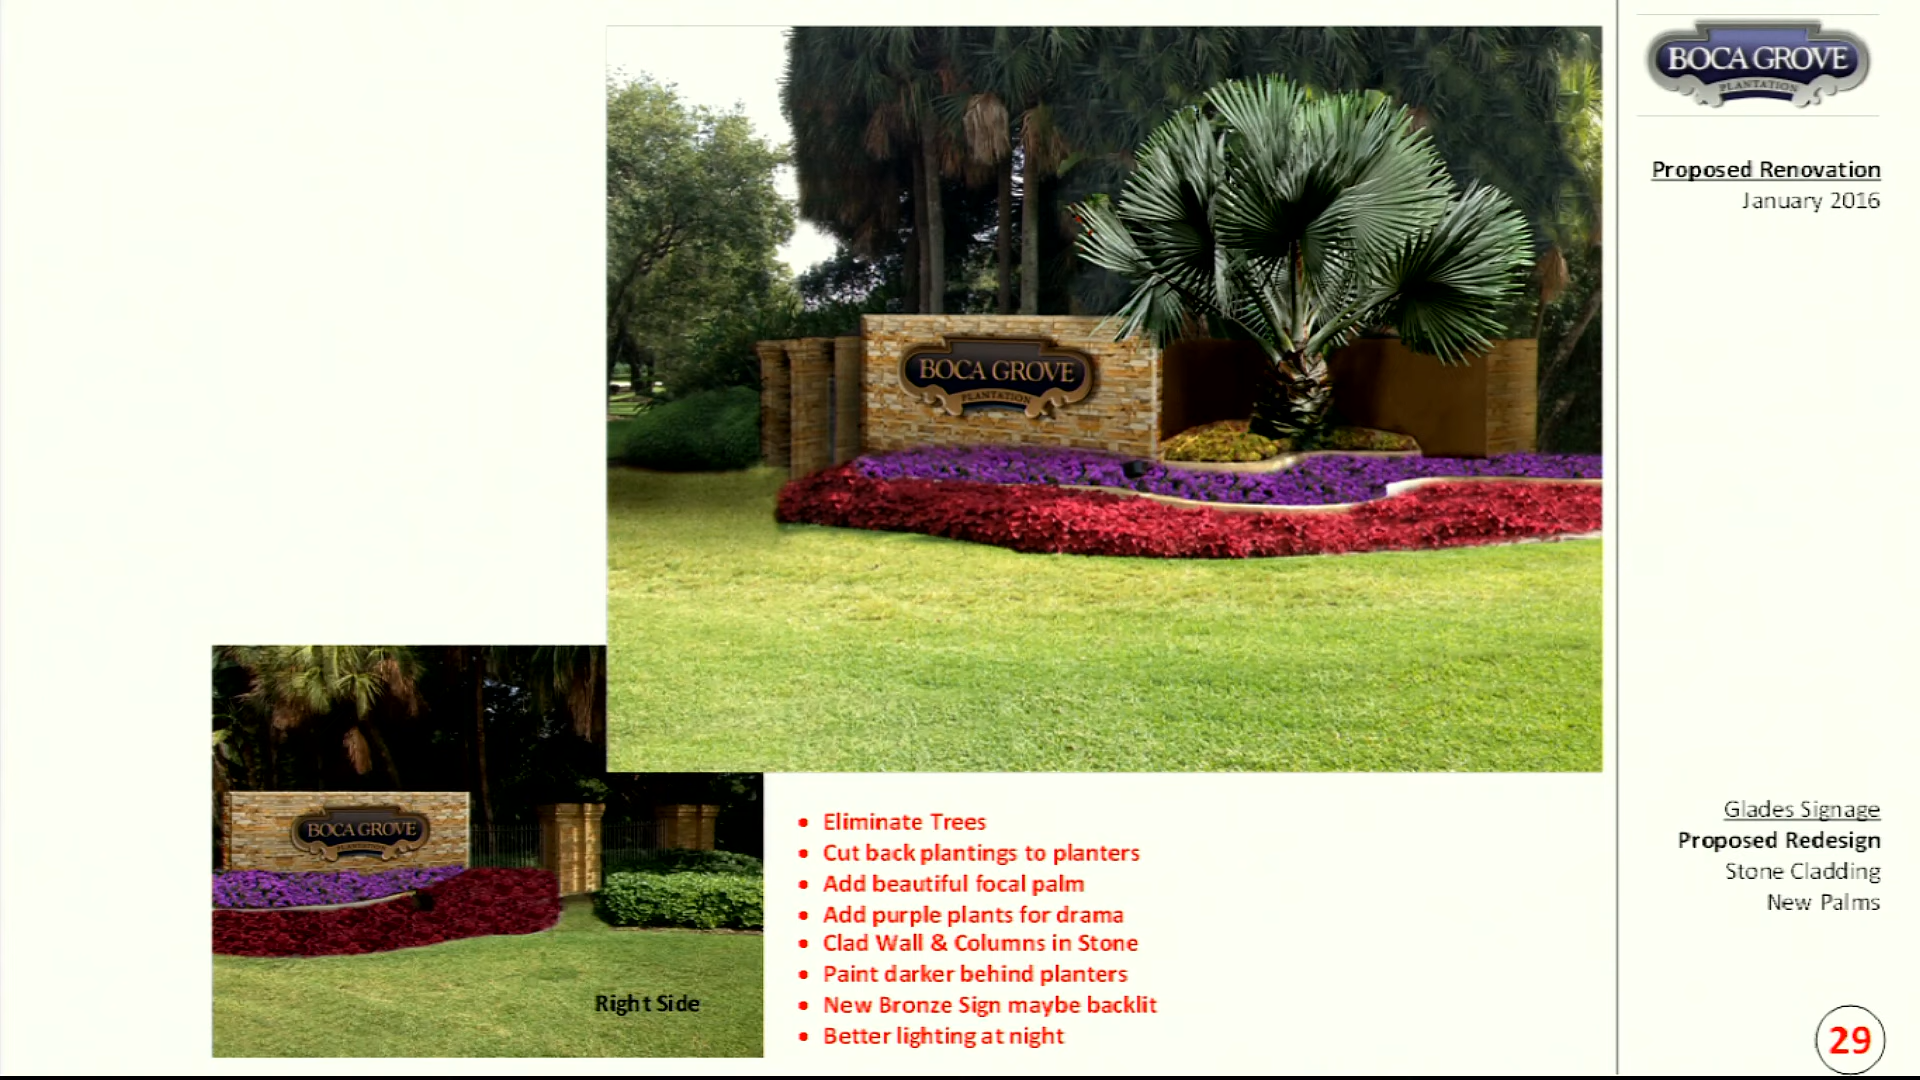 BOCA GROVE
PLANTATION
Proposed Renovation
January 2016
BOCA GROVE
PLANTATION
BOCA GROVE
PLANTATION
Right Side
• Eliminate Trees
• Cut back plantings to planters
• Add beautiful focal palm
• Add purple plants for drama
• Clad Wall & Columns in Stone
• Paint darker behind planters
• New Bronze Sign maybe backlit
• Better lighting at night
Glades Signage
Proposed Redesign
Stone Cladding
New Palms
29